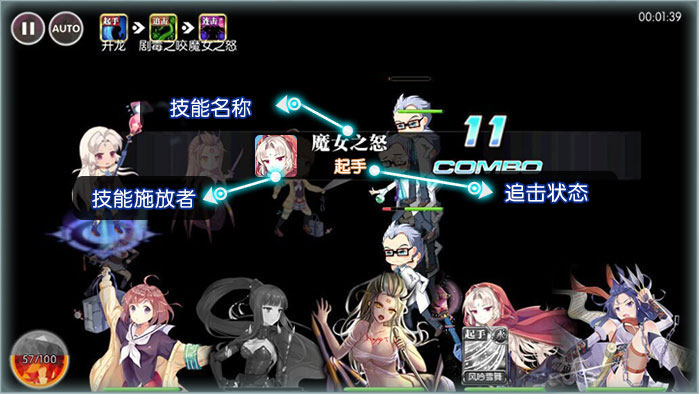 AUTO
起手 追击 连击
升龙 剧毒之咬 魔女之怒
00:01:39
技能名称
魔女之怒
起手
11
COMBO
技能施放者
追击状态
57/100
起手
风吟雪舞